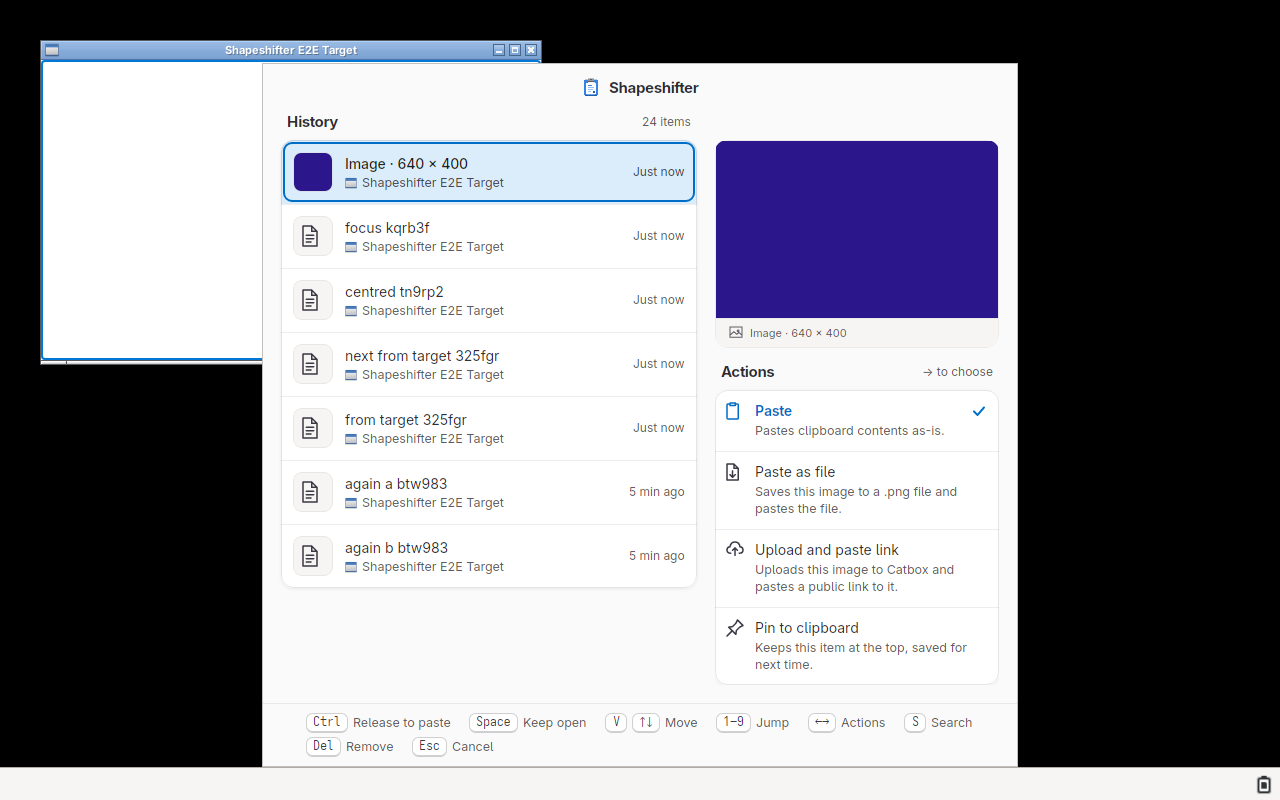 Shapeshifter E2E Target
Shapeshifter
History
24 items
Image · 640 × 400
Shapeshifter E2E Target
Just now
focus kqrb3f
Shapeshifter E2E Target
Just now
centred tn9rp2
Shapeshifter E2E Target
Just now
next from target 325fgr
Shapeshifter E2E Target
Just now
from target 325fgr
Shapeshifter E2E Target
Just now
again a btw983
Shapeshifter E2E Target
5 min ago
again b btw983
Shapeshifter E2E Target
5 min ago
Image · 640 × 400
Actions
→ to choose
Paste
Pastes clipboard contents as-is.
Paste as file
Saves this image to a .png file and
pastes the file.
Upload and paste link
Uploads this image to Catbox and
pastes a public link to it.
Pin to clipboard
Keeps this item at the top, saved for
next time.
Ctrl Release to paste Space Keep open V ↑↓ Move 1–9 Jump ↔ Actions S Search
Del Remove Esc Cancel